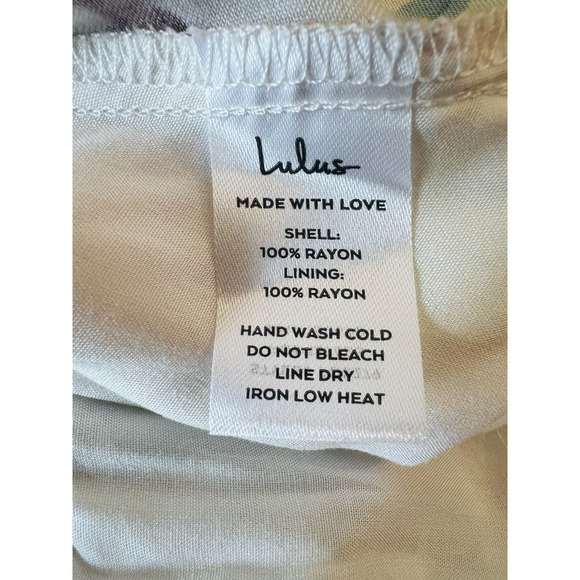 Lulus
MADE WITH LOVE
SHELL:
100% RAYON
LINING:
100% RAYON
HAND WASH COLD
DO NOT BLEACH
LINE DRY
IRON LOW HEAT